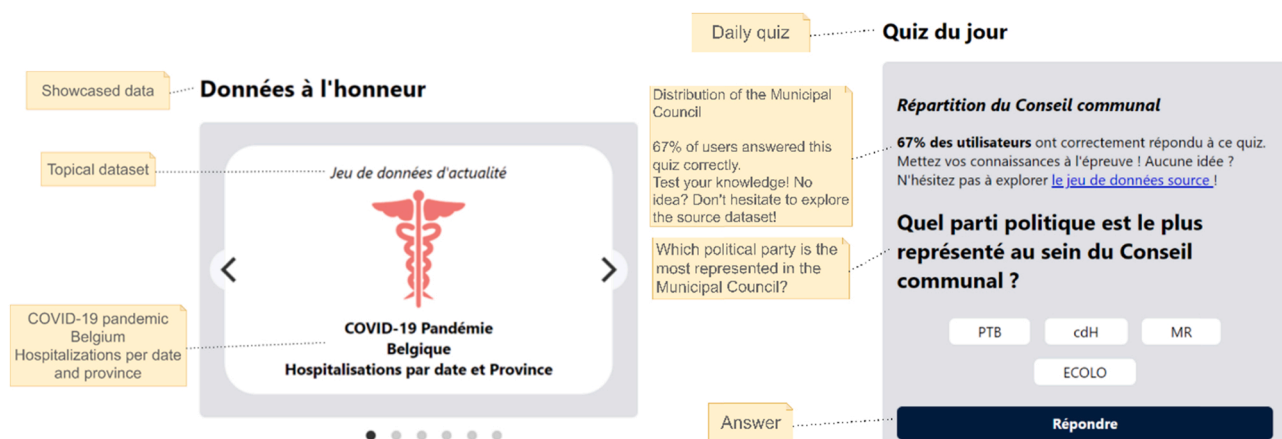 Showcased data
Données à l'honneur
Topical dataset
Jeu de données d'actualité
COVID-19 pandemic
Belgium
Hospitalizations per date
and province
COVID-19 Pandémie
Belgique
Hospitalisations par date et Province
Daily quiz
Quiz du jour
Distribution of the Municipal
Council
67% of users answered this
quiz correctly.
Test your knowledge! No
idea? Don't hesitate to explore
the source dataset!
Répartition du Conseil communal
67% des utilisateurs ont correctement répondu à ce quiz.
Mettez vos connaissances à l'épreuve ! Aucune idée ?
N'hésitez pas à explorer le jeu de données source !
Which political party is the
most represented in the
Municipal Council?
Quel parti politique est le plus
représenté au sein du Conseil
communal ?
PTB
cdH
MR
ECOLO
Answer
Répondre